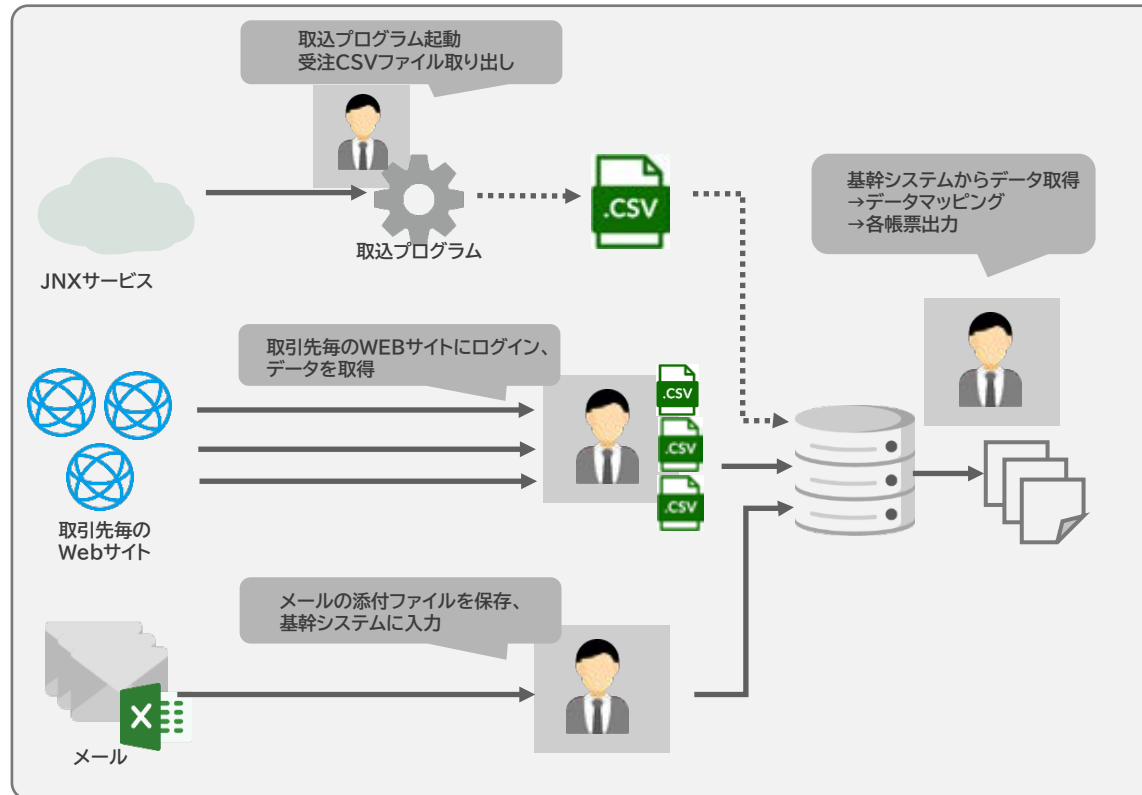 取込プログラム起動
受注CSVファイル取り出し
.CSV
取込プログラム
JNXサービス
基幹システムからデータ取得
→データマッピング
→各帳票出力
取引先毎のWEBサイトにログイン、
データを取得
.CSV
.CSV
.CSV
取引先毎の
Webサイト
メールの添付ファイルを保存、
基幹システムに入力
X
メール